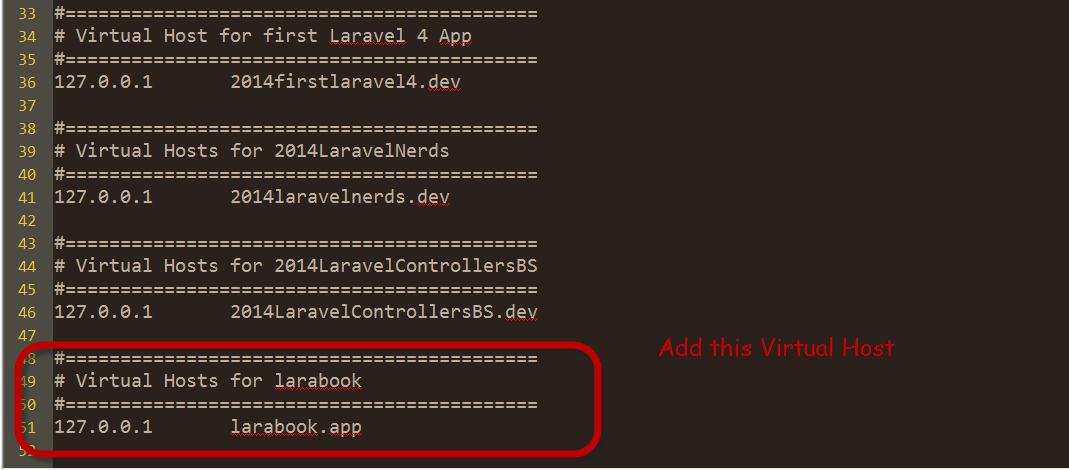 33 #===========================================
34 # Virtual Host for first Laravel 4 App
35 #===========================================
36 127.0.0.1       2014firstlaravel4.dev
37
38 #===========================================
39 # Virtual Hosts for 2014LaravelNerds
40 #===========================================
41 127.0.0.1       2014laravelnerds.dev
42
43 #===========================================
44 # Virtual Hosts for 2014LaravelControllersBS
45 #===========================================
46 127.0.0.1       2014LaravelControllersBS.dev
47
Add this Virtual Host
48 #===========================================
49 # Virtual Hosts for larabook
50 #===========================================
51 127.0.0.1       larabook.app
52